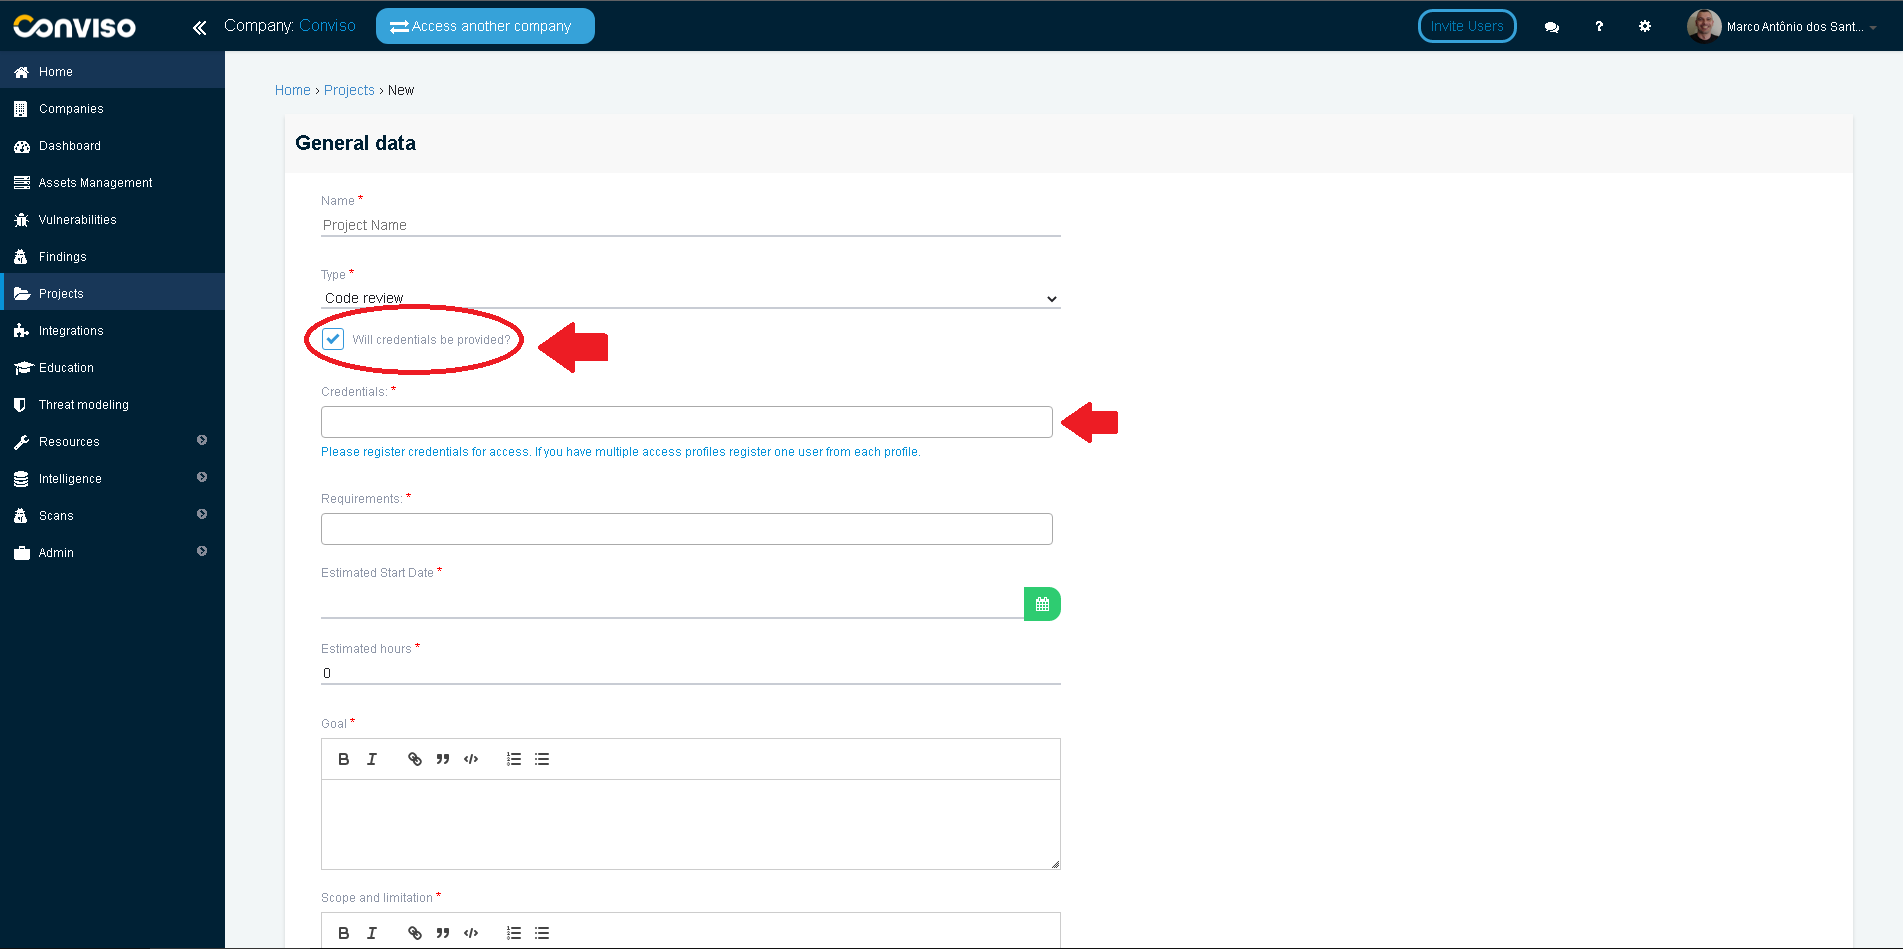 Conviso
Company: Conviso
Access another company
Invite Users
?
Marco Antônio dos Sant...
Home
Companies
Dashboard
Assets Management
Vulnerabilities
Findings
Projects
Integrations
Education
Threat modeling
Resources
Intelligence
Scans
Admin
Home › Projects › New
General data
Name *
Project Name
Type *
Code review
Will credentials be provided?
Credentials: *
Please register credentials for access. If you have multiple access profiles register one user from each profile.
Requirements: *
Estimated Start Date *
Estimated hours *
0
Goal *
B I
Scope and limitation *
B I